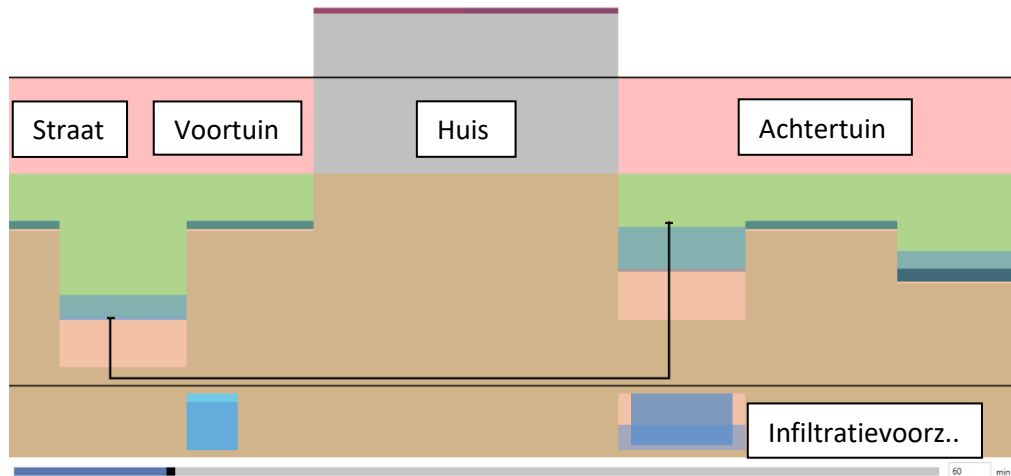 Straat
Voortuin
Huis
Achtertuin
Infiltratievoorz..
60 min